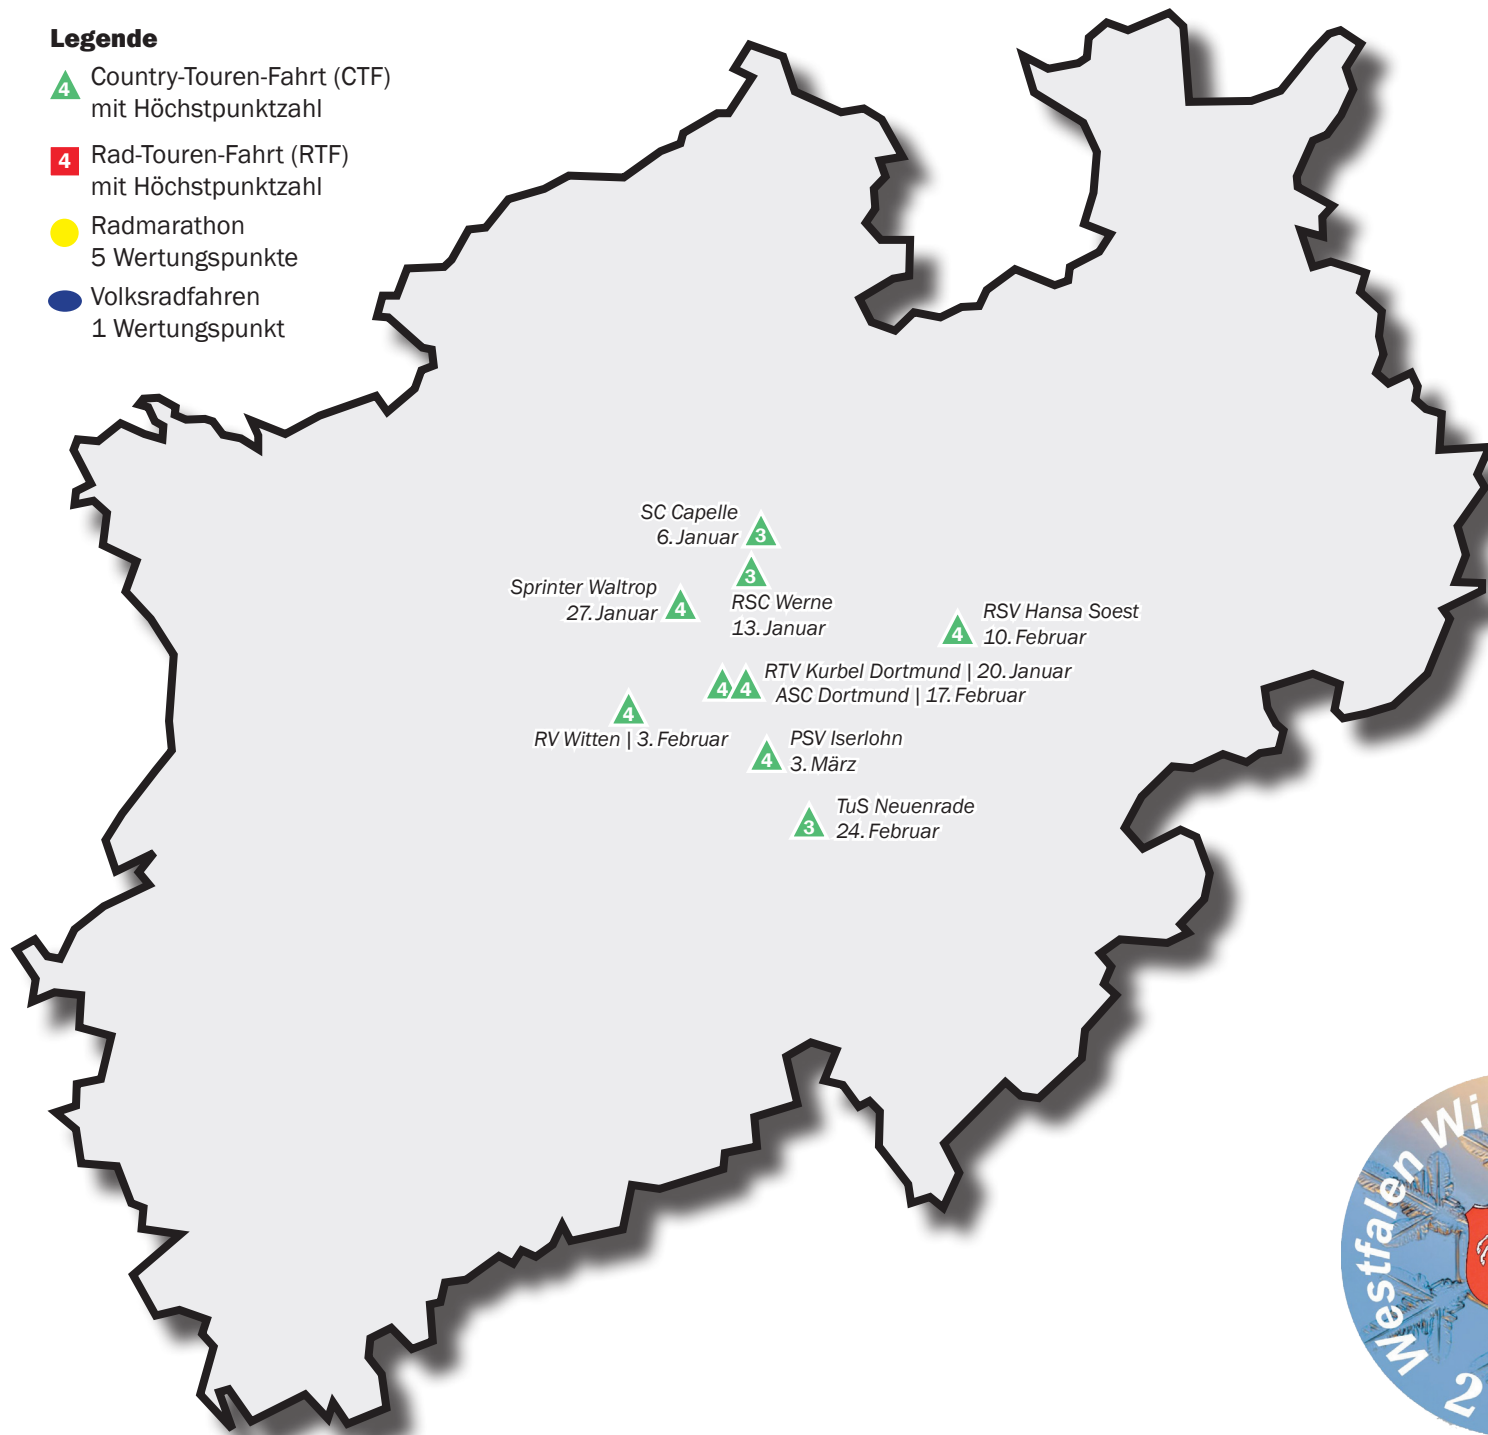 Legende
4 Country-Touren-Fahrt (CTF)
mit Höchstpunktzahl
4 Rad-Touren-Fahrt (RTF)
mit Höchstpunktzahl
Radmarathon
5 Wertungspunkte
Volksradfahren
1 Wertungspunkt
SC Capelle
6. Januar 3
3
RSC Werne
13. Januar
Sprinter Waltrop
27. Januar 4
RSV Hansa Soest
4 10. Februar
4 4 RTV Kurbel Dortmund | 20. Januar
ASC Dortmund | 17. Februar
4
RV Witten | 3. Februar
PSV Iserlohn
4 3. März
TuS Neuenrade
3 24. Februar
Westfalen Wi
2